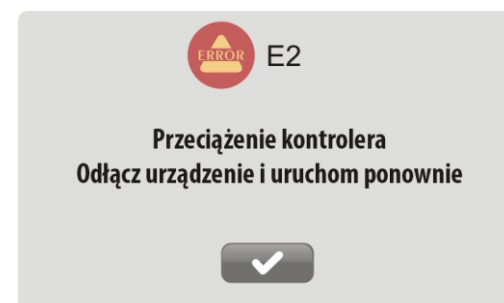 ERROR E2
Przeciążenie kontrolera
Odłącz urządzenie i uruchom ponownie